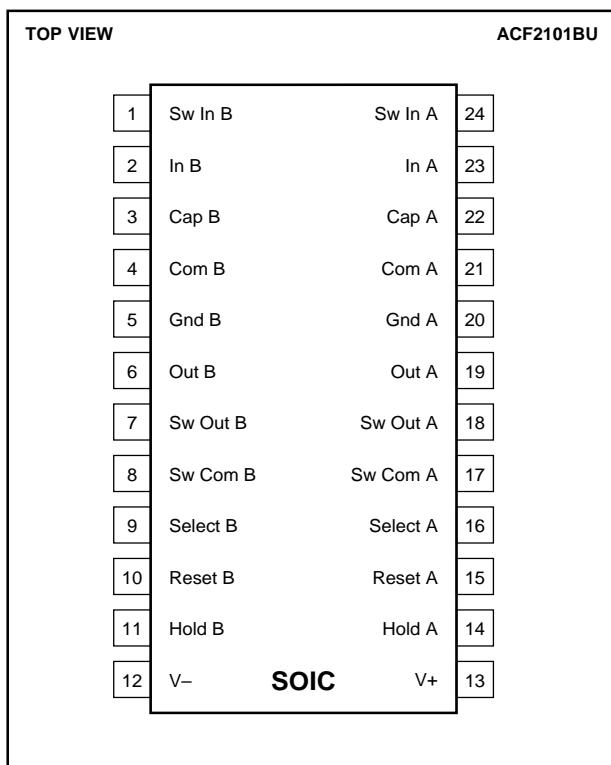 TOP VIEW ACF2101BU
1 Sw In B Sw In A 24
2 In B In A 23
3 Cap B Cap A 22
4 Com B Com A 21
5 Gnd B Gnd A 20
6 Out B Out A 19
7 Sw Out B Sw Out A 18
8 Sw Com B Sw Com A 17
9 Select B Select A 16
10 Reset B Reset A 15
11 Hold B Hold A 14
12 V– SOIC V+ 13